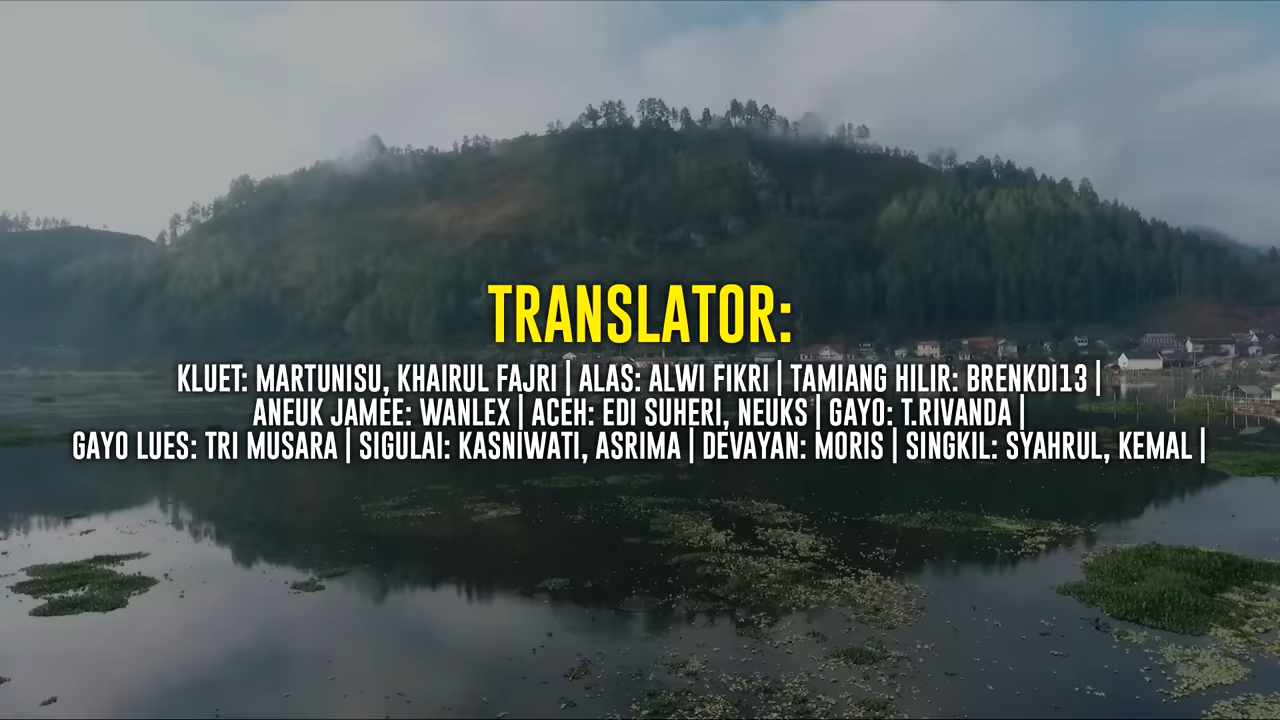 TRANSLATOR:
KLUET: MARTUNISU, KHAIRUL FAJRI | ALAS: ALWI FIKRI | TAMIANG HILIR: BRENKDI13 |
ANEUK JAMEE: WANLEX | ACEH: EDI SUHERI, NEUKS | GAYO: T.RIVANDA |
GAYO LUES: TRI MUSARA | SIGULAI: KASNIWATI, ASRIMA | DEVAYAN: MORIS | SINGKIL: SYAHRUL, KEMAL |